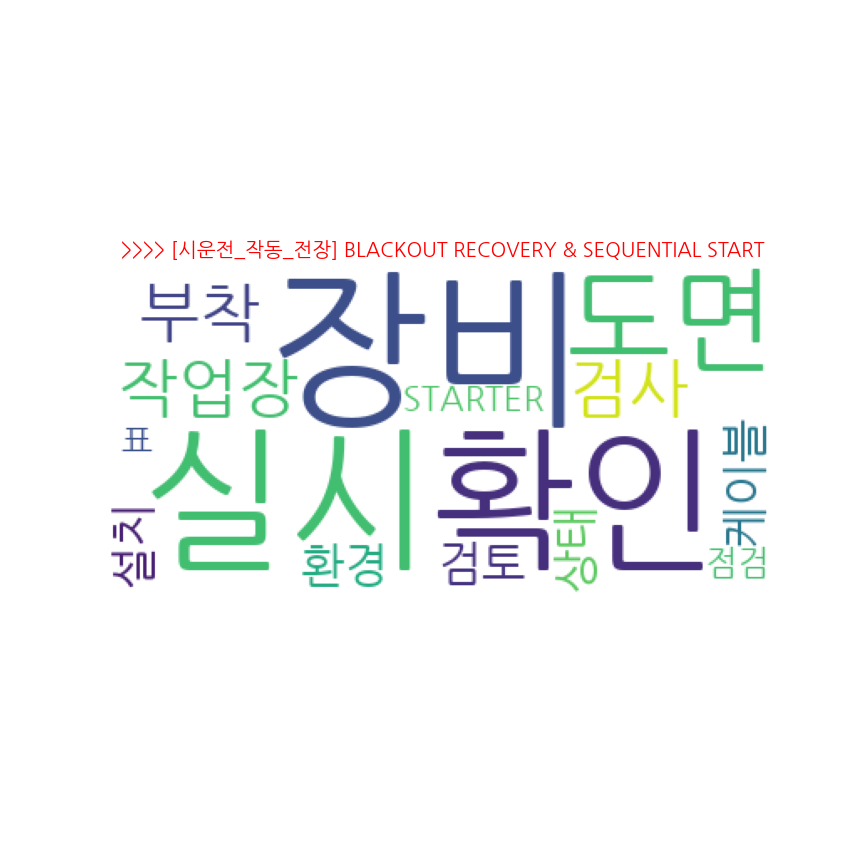 >>>> [시운전_작동_전장] BLACKOUT RECOVERY & SEQUENTIAL START
부착
장비
도면
작업장
STARTER
검사
표
실시
확인
케이블
설치
환경
검토
상태
점검